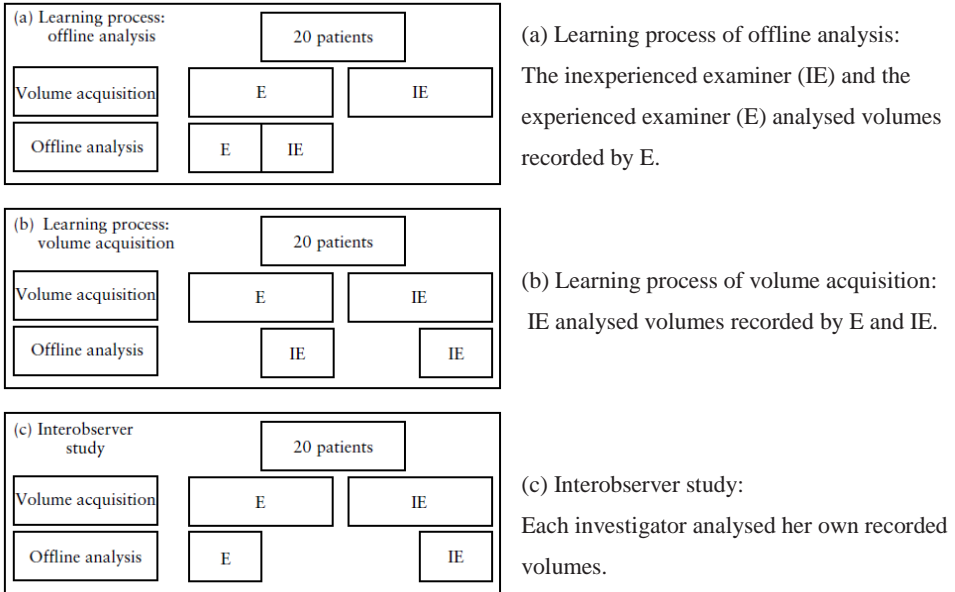 (a) Learning process:
offline analysis
20 patients
Volume acquisition
E
IE
Offline analysis
E
IE
(a) Learning process of offline analysis:
The inexperienced examiner (IE) and the
experienced examiner (E) analysed volumes
recorded by E.
(b) Learning process:
volume acquisition
20 patients
Volume acquisition
E
IE
Offline analysis
IE
IE
(b) Learning process of volume acquisition:
IE analysed volumes recorded by E and IE.
(c) Interobserver
study
20 patients
Volume acquisition
E
IE
Offline analysis
E
IE
(c) Interobserver study:
Each investigator analysed her own recorded
volumes.